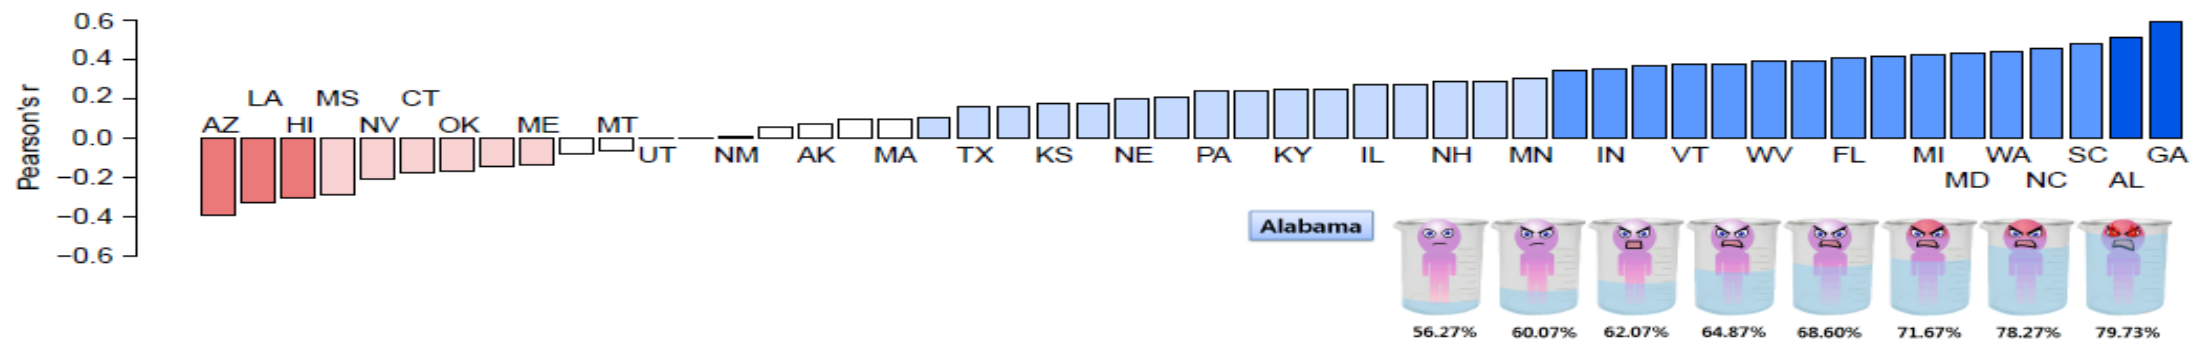 Pearson's r
0.6
0.4
0.2
0.0
−0.2
−0.4
−0.6
LA MS CT
AZ HI NV OK ME MT
UT NM AK MA TX KS NE PA KY IL NH MN IN VT WV FL MI WA SC GA
MD NC AL
Alabama
56.27% 60.07% 62.07% 64.87% 68.60% 71.67% 78.27% 79.73%